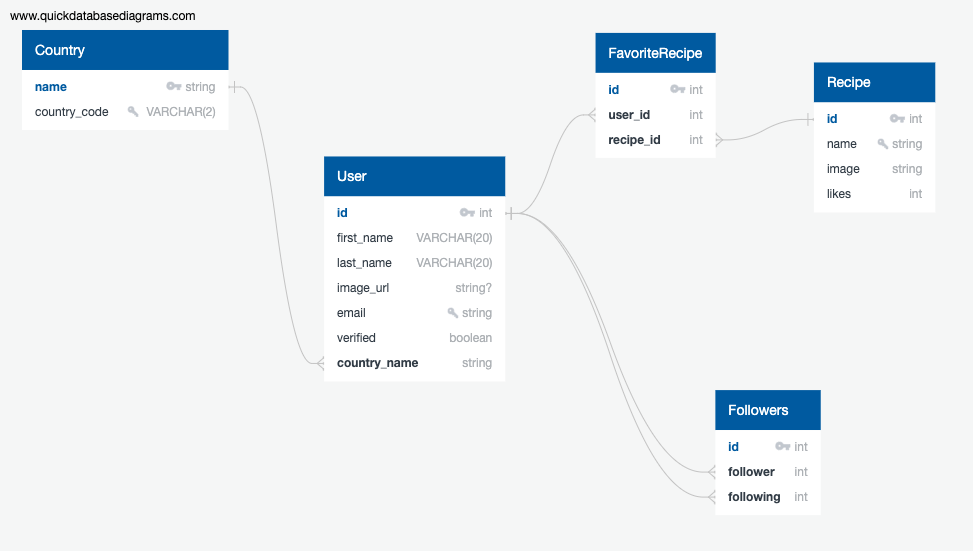 www.quickdatabasediagrams.com
Country
name string
country_code VARCHAR(2)
User
id int
first_name VARCHAR(20)
last_name VARCHAR(20)
image_url string?
email string
verified boolean
country_name string
FavoriteRecipe
id int
user_id int
recipe_id int
Recipe
id int
name string
image string
likes int
Followers
id int
follower int
following int